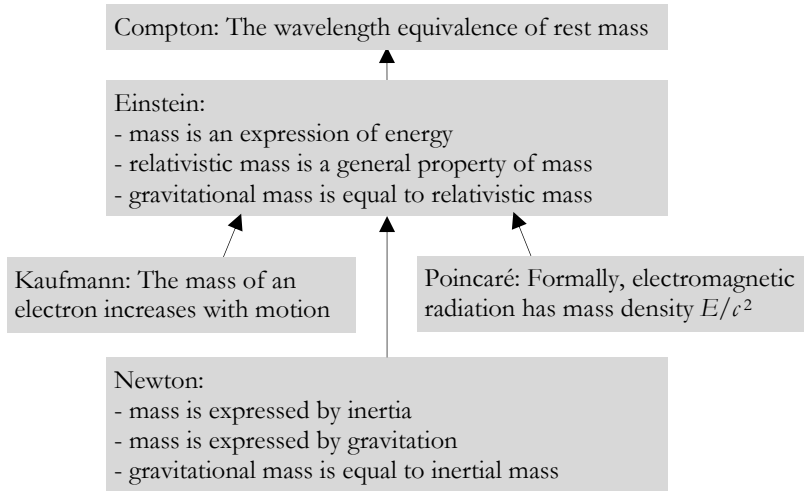 Compton: The wavelength equivalence of rest mass
Einstein:
- mass is an expression of energy
- relativistic mass is a general property of mass
- gravitational mass is equal to relativistic mass
Kaufmann: The mass of an
electron increases with motion
Poincaré: Formally, electromagnetic
radiation has mass density E/c²
Newton:
- mass is expressed by inertia
- mass is expressed by gravitation
- gravitational mass is equal to inertial mass